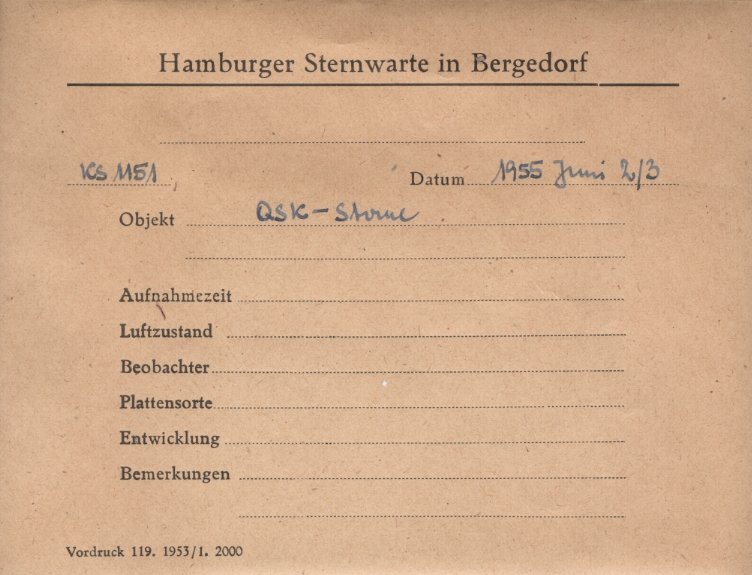 Hamburger Sternwarte in Bergedorf
KS 1151 Datum 1955 Juni 2/3
Objekt QSK-Sterne
Aufnahmezeit
Luftzustand
Beobachter
Plattensorte
Entwicklung
Bemerkungen
Vordruck 119. 1953/1. 2000